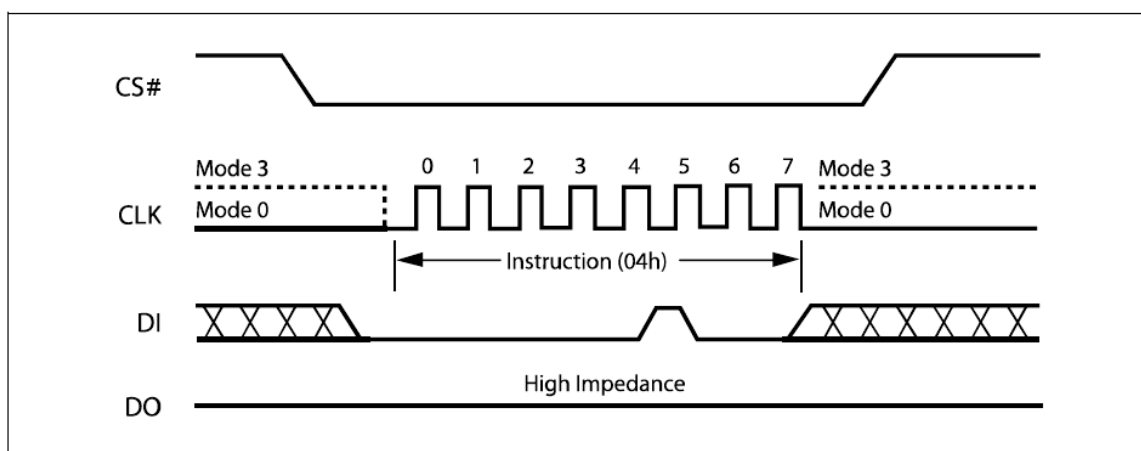 CS#
Mode 3
0 1 2 3 4 5 6 7
Mode 3
CLK
Mode 0
Mode 0
Instruction (04h)
DI
High Impedance
DO